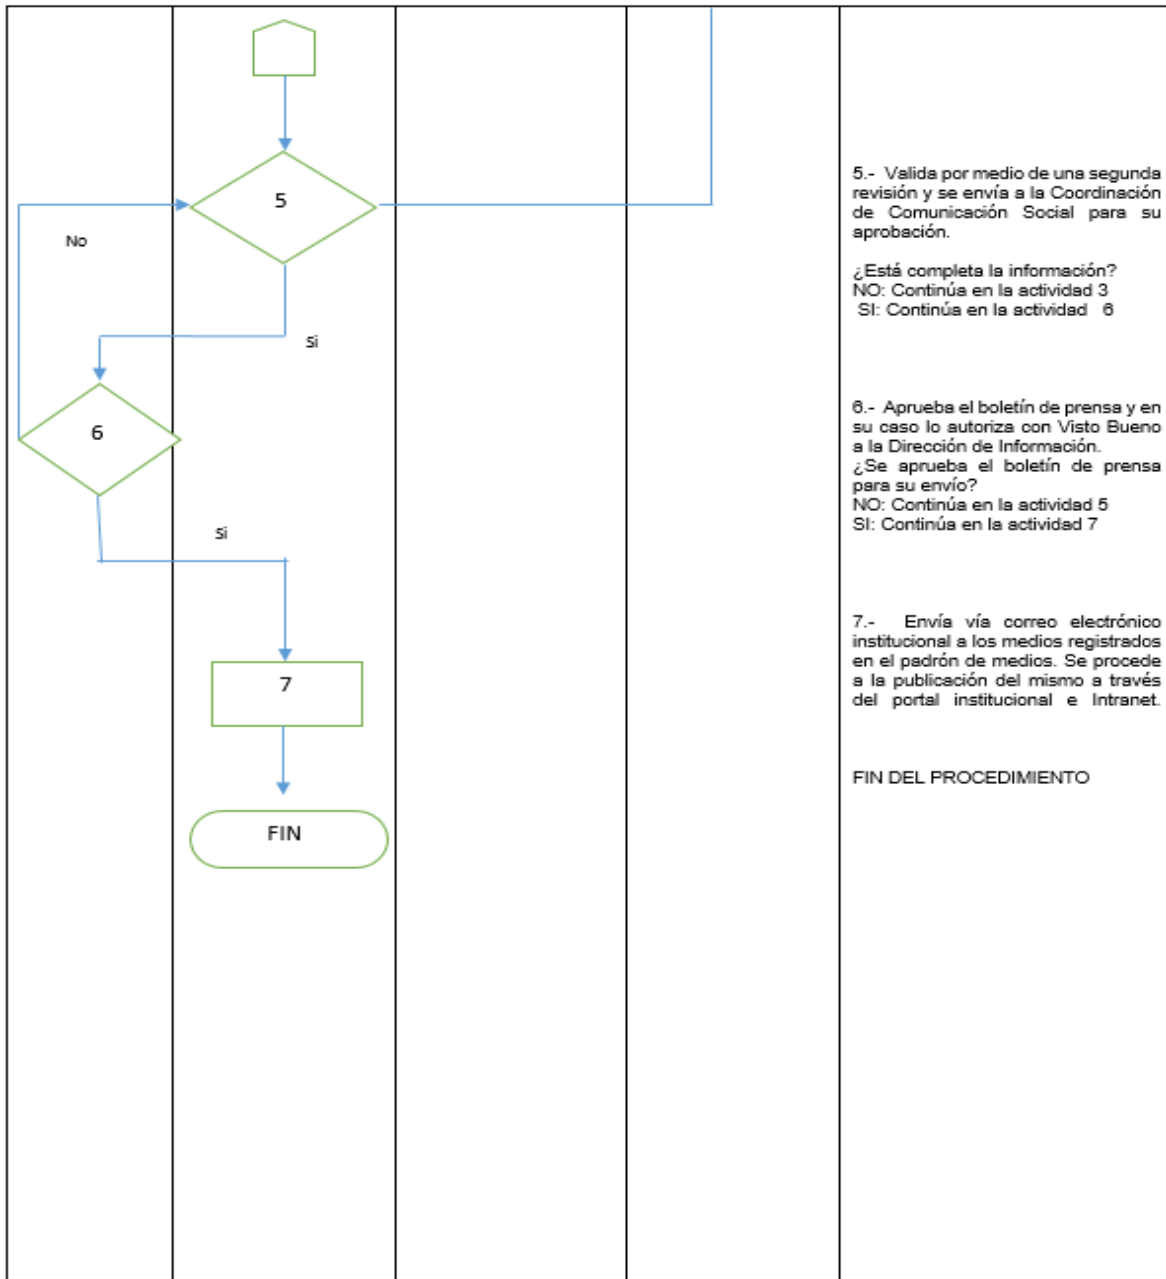 5
No
Si
6
Si
7
FIN
5.- Valida por medio de una segunda
revisión y se envía a la Coordinación
de Comunicación Social para su
aprobación.
¿Está completa la información?
NO: Continúa en la actividad 3
SI: Continúa en la actividad 6
6.- Aprueba el boletín de prensa y en
su caso lo autoriza con Visto Bueno
a la Dirección de Información.
¿Se aprueba el boletín de prensa
para su envío?
NO: Continúa en la actividad 5
SI: Continúa en la actividad 7
7.- Envía vía correo electrónico
institucional a los medios registrados
en el padrón de medios. Se procede
a la publicación del mismo a través
del portal institucional e Intranet.
FIN DEL PROCEDIMIENTO